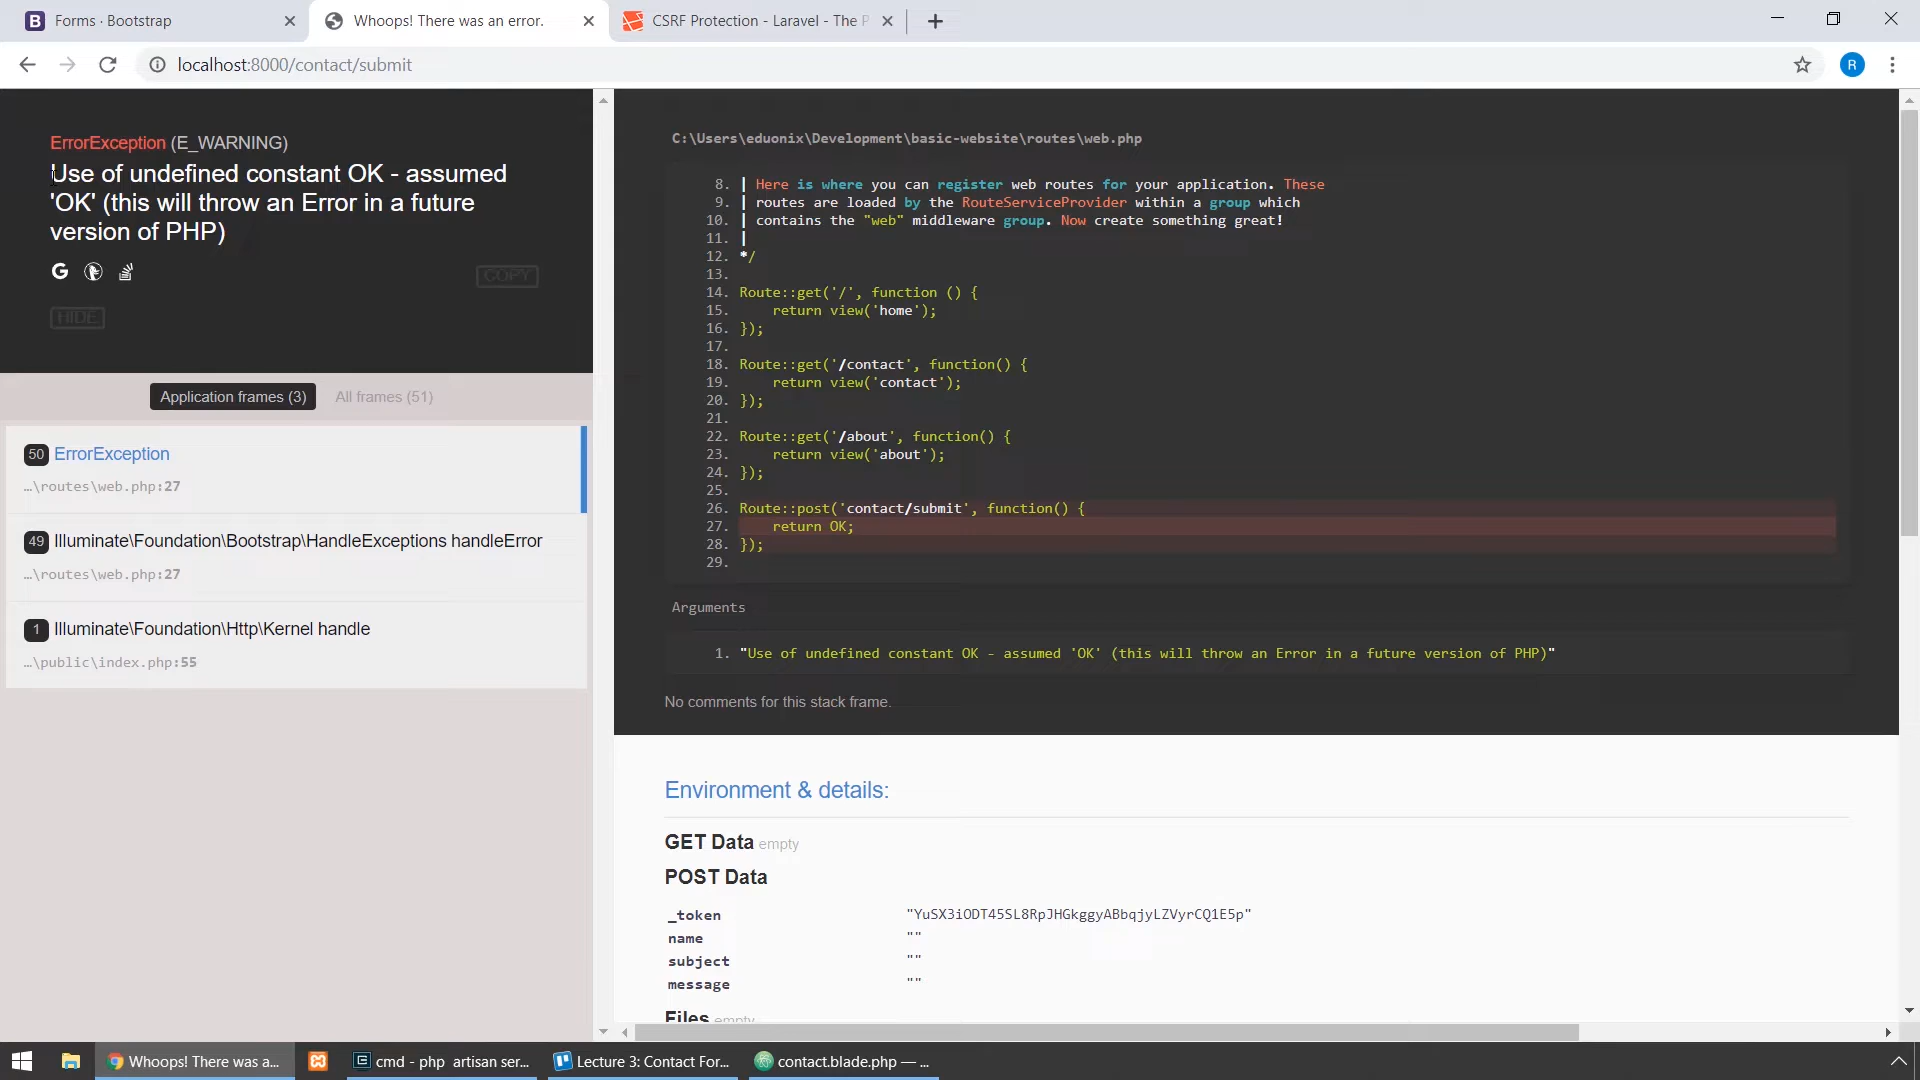 Forms · Bootstrap
Whoops! There was an error.
CSRF Protection - Laravel - The P
localhost:8000/contact/submit
R
ErrorException (E_WARNING)
Use of undefined constant OK - assumed
'OK' (this will throw an Error in a future
version of PHP)
COPY
HIDE
Application frames (3)
All frames (51)
50 ErrorException
…\routes\web.php:27
49 Illuminate\Foundation\Bootstrap\HandleExceptions handleError
…\routes\web.php:27
1 Illuminate\Foundation\Http\Kernel handle
…\public\index.php:55
C:\Users\eduonix\Development\basic-website\routes\web.php
8. | Here is where you can register web routes for your application. These
9. | routes are loaded by the RouteServiceProvider within a group which
10. | contains the "web" middleware group. Now create something great!
11. |
12. */
13.
14. Route::get('/', function () {
15. return view('home');
16. });
17.
18. Route::get('/contact', function() {
19. return view('contact');
20. });
21.
22. Route::get('/about', function() {
23. return view('about');
24. });
25.
26. Route::post('contact/submit', function() {
27. return OK;
28. });
29.
Arguments
1. "Use of undefined constant OK - assumed 'OK' (this will throw an Error in a future version of PHP)"
No comments for this stack frame.
Environment & details:
GET Data empty
POST Data
_token "YuSX3iODT45SL8RpJHGkggyABbqjyLZVyrCQ1E5p"
name ""
subject ""
message ""
Files empty
Whoops! There was a...
cmd - php artisan ser...
Lecture 3: Contact For...
contact.blade.php — ...